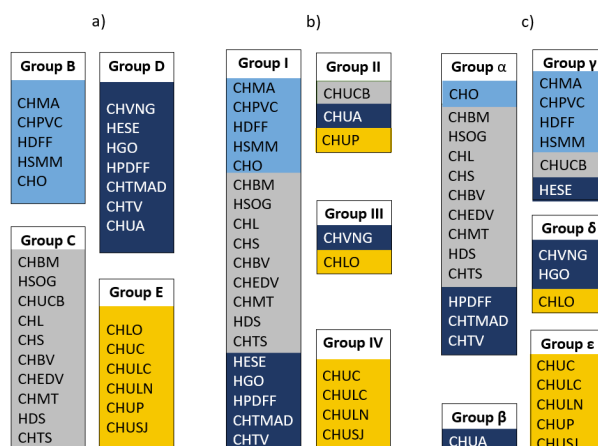 a)
Group B
CHMA
CHPVC
HDFF
HSMM
CHO
Group D
CHVNG
HESE
HGO
HPDFF
CHTMAD
CHTV
CHUA
Group C
CHBM
HSOG
CHUCB
CHL
CHS
CHBV
CHEDV
CHMT
HDS
CHTS
Group E
CHLO
CHUC
CHULC
CHULN
CHUP
CHUSJ
b)
Group I
CHMA
CHPVC
HDFF
HSMM
CHO
CHBM
HSOG
CHL
CHS
CHBV
CHEDV
CHMT
HDS
CHTS
HESE
HGO
HPDFF
CHTMAD
CHTV
Group II
CHUCB
CHUA
CHUP
Group III
CHVNG
CHLO
Group IV
CHUC
CHULC
CHULN
CHUSJ
c)
Group α
CHO
CHBM
HSOG
CHL
CHS
CHBV
CHEDV
CHMT
HDS
CHTS
HPDFF
CHTMAD
CHTV
Group β
CHUA
Group γ
CHMA
CHPVC
HDFF
HSMM
CHUCB
HESE
Group δ
CHVNG
HGO
CHLO
Group ε
CHUC
CHULC
CHULN
CHUP
CHUSJ